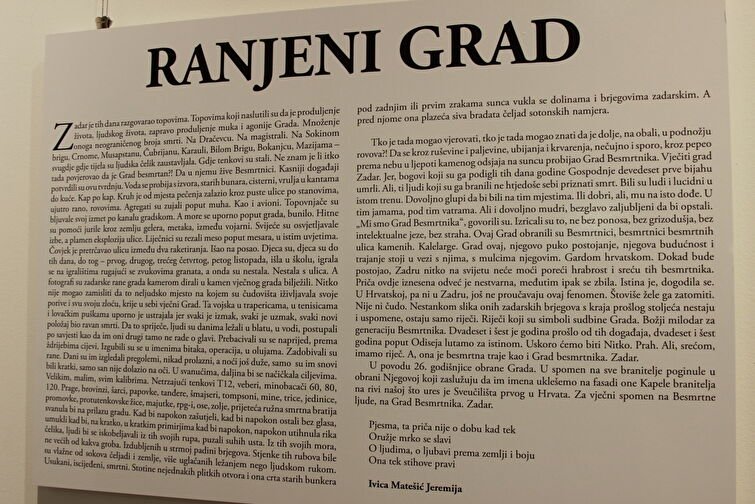 RANJENI GRAD
Zadar je tih dana razgovarao topovima. Topovima koji naslutili su da je produljenje
života, ljudskog života, zapravo produljenje muka i agonije Grada. Množenje
onoga neograničenog broja smrti. Na Dračevcu. Na magistrali. Na Sokinom
brigu, Crnome, Musapstanu, Čubrijanu, Karauli, Bilom Brigu, Bokanjcu, Mazijama –
svugdje gdje tijela su ljudska čelik zaustavljala. Gdje tenkovi su stali. Ne znam je li itko
tada povjerovao da je Grad besmrtan?! Da u njemu žive Besmrtnici. Kasniji događaji
potvrdili su ovu tvrdnju. Voda se probija s izvora, starih bunara, cisterni, vrulja u kantama
do kuće. Kap po kap. Kruh je od mjesta pečenja zalazio kroz puste ulice po stanovima,
ujutro rano, rovovima. Agregati su zujali poput muha. Kao i avioni. Topovnjače su
bljuvale svoj izmet po kanalu gradskom. A more se uporno poput grada, bunilo. Hitne
su pomoći jurile kroz zemlju gelera, metaka, između vojarni. Svijeće su osvjetljavale
izbe, a plamen eksplozija ulice. Liječnici su rezali meso poput mesara, u istim uvjetima.
Čovjek je pretrčavao ulicu između dva raketiranja. Išao na posao. Djeca su, djeca su do
tih dana, do tog – prvog, drugog, trećeg četvrtog, petog listopada, išla u školu, igrala
se na igralištima rugajući se zvukovima granata, a onda su nestala. Nestala s ulica. A
fotografi su zadarske rane grada kamerom dirali u kamen vječnog grada bilježili. Nitko
nije mogao zamisliti da to neljudsko mjesto na kojem su čudovišta iživljavala svoje
porive i svu svoju zloću, krije u sebi vječni Grad. Ta vojska u trapericama, u tenisicama
i lovačkim puškama uporno je ustrajala jer svaki je izmak, svaki je uzmak, svaki novi
položaj bio ravan smrti. Da to spriječe, ljudi su danima ležali u blatu, u vodi, postupali
po savjesti kao da im oni drugi tamo ne rade o glavi. Prebacivali su se naprijed, prema
ždrijebima cijevi. Izgubili su se u imenima bitaka, operacija, u olujama. Zadobivali su
rane. Dani su im izgledali pregolemi, nikad prolazni, a noći još duže, samo su im snovi
bili kratki, samo san nije dolazio na oči. U svanućima, daljina bi se načičkala ciljevima.
Velikim, malim, svim kalibrima. Netrzajući tenkovi T12, veberi, minobacači 60, 80,
120. Prage, brovinzi, šarci, papovke, tandere, šmajseri, tompsoni, mine, trice, jedinice,
promovke, protutenkovske žice, majutke, rpg-i, ose, zolje, prijeteća ružna smrtna bratija
svanula bi na prilazu gradu. Kad bi napokon zašutjeli, kad bi napokon ostali bez glasa,
umukli kad bi, na kratko, u kratkim primirjima kad bi napokon, napokon utihnula rika
čelika, ljudi bi se iskobeljavali iz tih svojih rupa, puzali suhih usta. Iz tih svojih mora,
ne većih od kakva groba. Izdubljenih u strmoj padini brjegova. Stjenke tih rubova bile
su vlažne od sokova čeljadi i zemlje, više uglačanih ležanjem nego ljudskom rukom.
Usukani, iscijeđeni, smrtni. Stotine nejednakih plitkih otvora i ona crta starih bunkera
pod zadnjim ili prvim zrakama sunca vukla se dolinama i brjegovima zadarskim. A
pred njome ona plazeća siva bradata čeljad sotonskih namjera.
Tko je tada mogao vjerovati, tko je tada mogao znati da je dolje, na obali, u podnožju
rovova?! Da se kroz ruševine i paljevine, ubijanja i krvarenja, nečujno i sporo, kroz pepeo
prema nebu u ljepoti kamenog odsjaja na suncu probijao Grad Besmrtnika. Vječiti grad
Zadar. Jer, bogovi koji su ga podigli tih dana godine Gospodnje devedeset prve bijahu
umrli. Ali, ti ljudi koji su ga branili ne htjedoše sebi priznati smrt. Bili su ludi i lucidni u
istom trenu. Dovoljno glupi da bi bili na tim mjestima. Ili dobri, ali, mu na isto dođe. U
tim jamama, pod tim vatrama. Ali i dovoljno mudri, bezglavo zaljubljeni da bi opstali.
„Mi smo Grad Besmrtnika”, govorili su. Izricali su to, ne bez ponosa, bez grizodušja, bez
intelektualne jeze, bez straha. Ovaj Grad obranili su Besmrtnici, besmrtnici besmrtnih
ulica kamenih. Kalelarge. Grad ovaj, njegovo puko postojanje, njegova budućnost i
trajanje stoji u vezi s njima, s mulcima njegovim. Gardom hrvatskom. Dokad bude
postojao, Zadru nitko na svijetu neće moći poreći hrabrost i sreću tih besmrtnika.
Priča ovdje iznesena odveć je nestvarna, međutim ipak se zbila. Istina je, dogodila se.
U Hrvatskoj, pa ni u Zadru, još ne proučavaju ovaj fenomen. Štoviše žele ga zatomiti.
Nije ni čudo. Nestankom slika onih zadarskih brjegova s kraja prošlog stoljeća nestaju
i uspomene, ostaju samo riječi. Riječi koji su simboli sudbine Grada. Božji milodar za
generaciju Besmrtnika. Dvadeset i šest je godina prošlo od tih događaja, dvadeset i šest
godina poput Odiseja lutamo za istinom. Uskoro ćemo biti Nitko. Prah. Ali, srećom,
imamo riječ. A, ona je besmrtna traje kao i Grad besmrtnika. Zadar.
U povodu 26. godišnjice obrane Grada. U spomen na sve branitelje poginule u
obrani Njegovoj koji zaslužuju da im imena uklešemo na fasadi one Kapele branitelja
na rivi našoj što ures je Sveučilišta prvog u Hrvata. Za vječni spomen na Besmrtne
ljude, na Grad Besmrtnika. Zadar.
Pjesma, ta priča nije o dobu kad tek
Oružje mrko se slavi
O ljudima, o ljubavi prema zemlji i boju
Ona tek stihove pravi
Ivica Matešić Jeremija